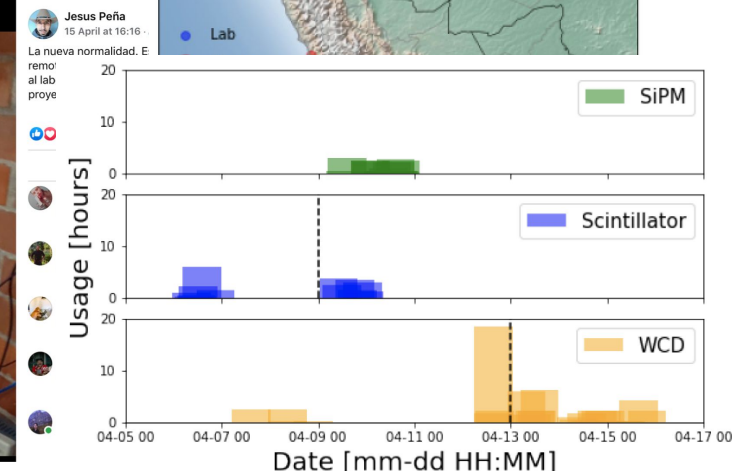 Jesus Peña
15 April at 16:16 ·
La nueva normalidad. E
remo
al lab
proye
Lab
20
10
0
SiPM
Usage [hours]
20
10
0
Scintillator
20
10
0
WCD
04-05 00 04-07 00 04-09 00 04-11 00 04-13 00 04-15 00 04-17 00
Date [mm-dd HH:MM]